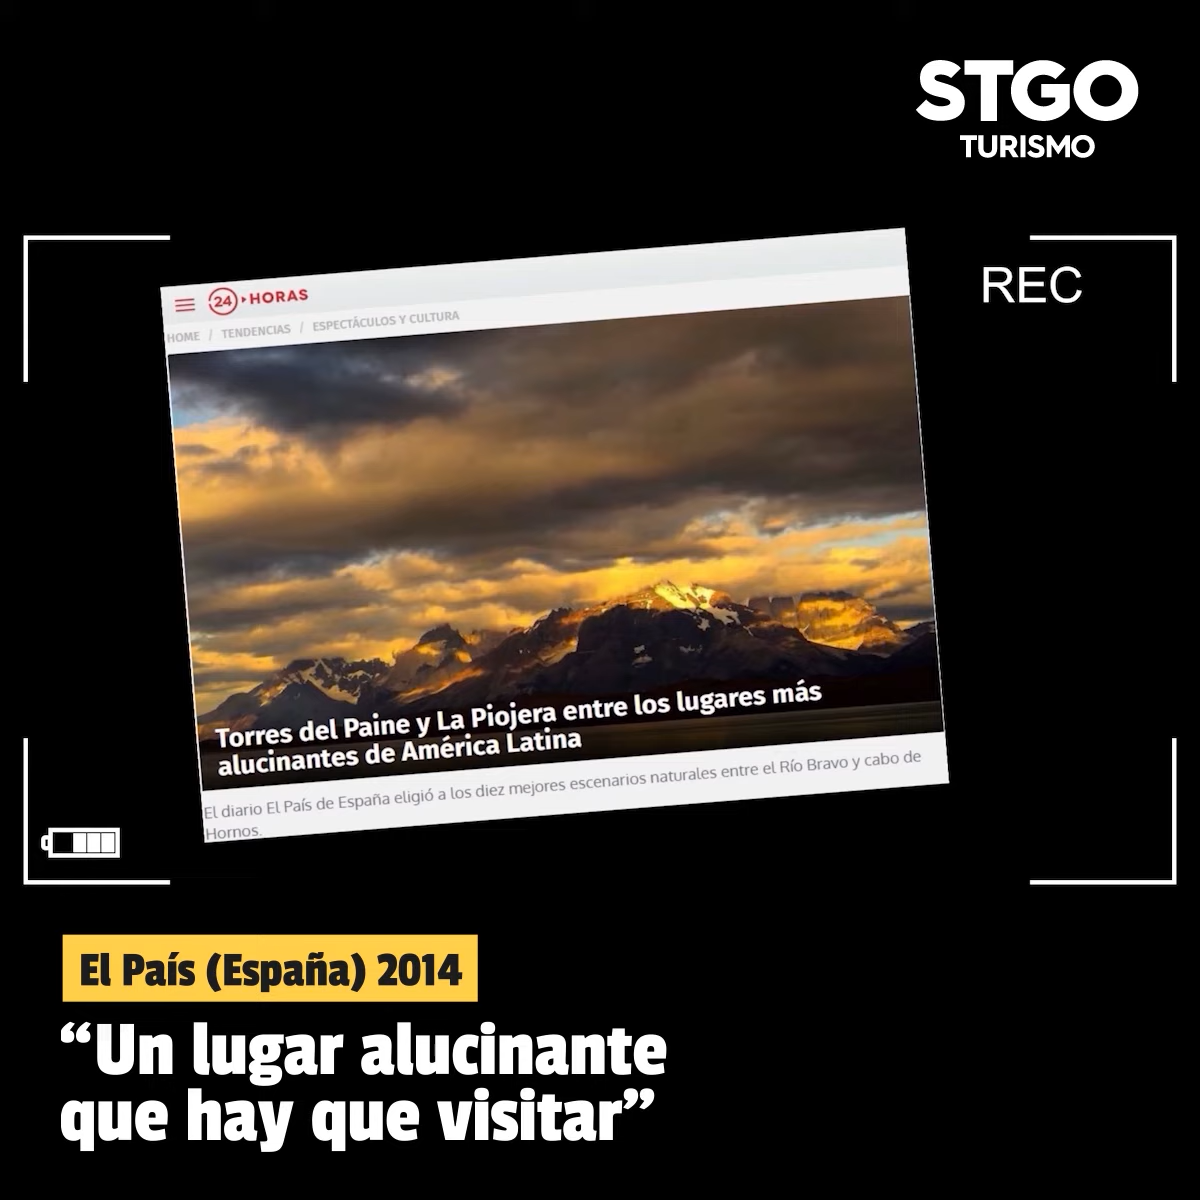 STGO
TURISMO
REC
24 HORAS
HOME / TENDENCIAS / ESPECTÁCULOS Y CULTURA
Torres del Paine y La Piojera entre los lugares más
alucinantes de América Latina
El diario El País de España eligió a los diez mejores escenarios naturales entre el Río Bravo y cabo de
Hornos.
El País (España) 2014
“Un lugar alucinante
que hay que visitar”